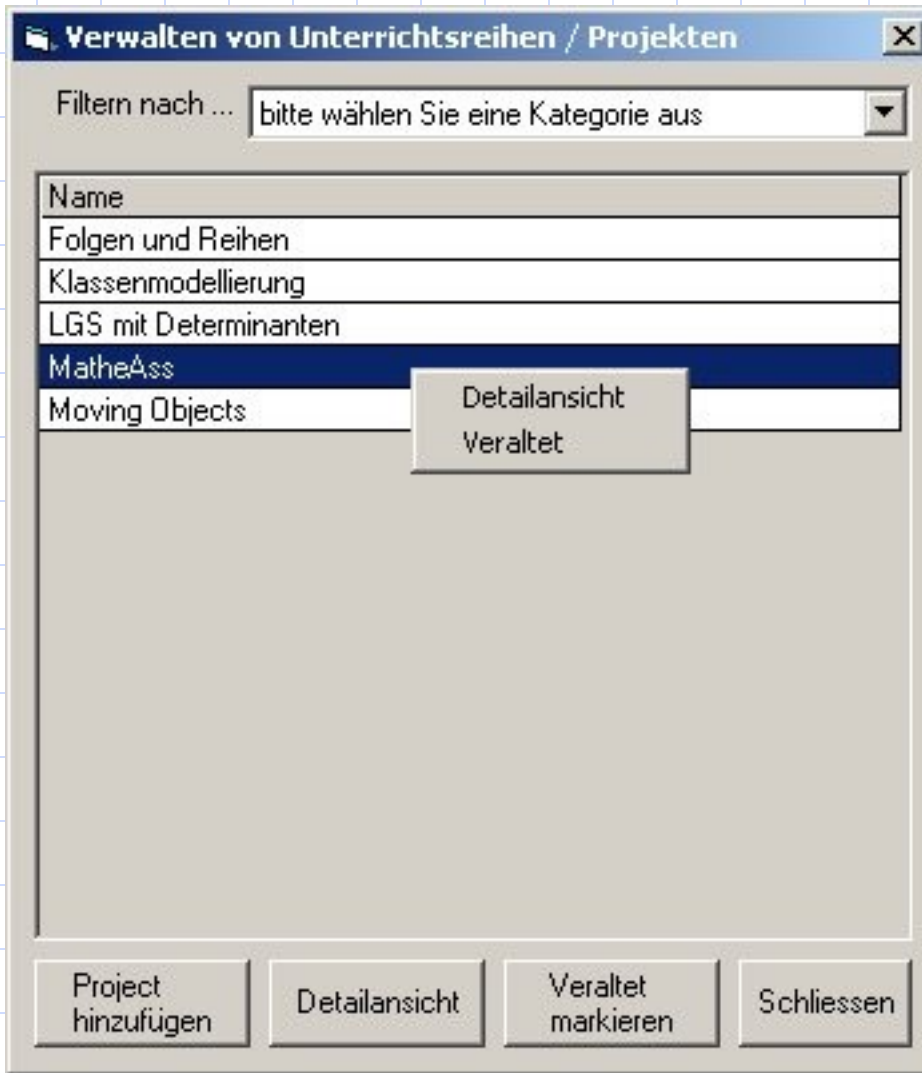 Verwalten von Unterrichtsreihen / Projekten
Filtern nach ... bitte wählen Sie eine Kategorie aus
Name
Folgen und Reihen
Klassenmodellierung
LGS mit Determinanten
MatheAss
Moving Objects
Detailansicht
Veraltet
Project
hinzufügen
Detailansicht
Veraltet
markieren
Schliessen